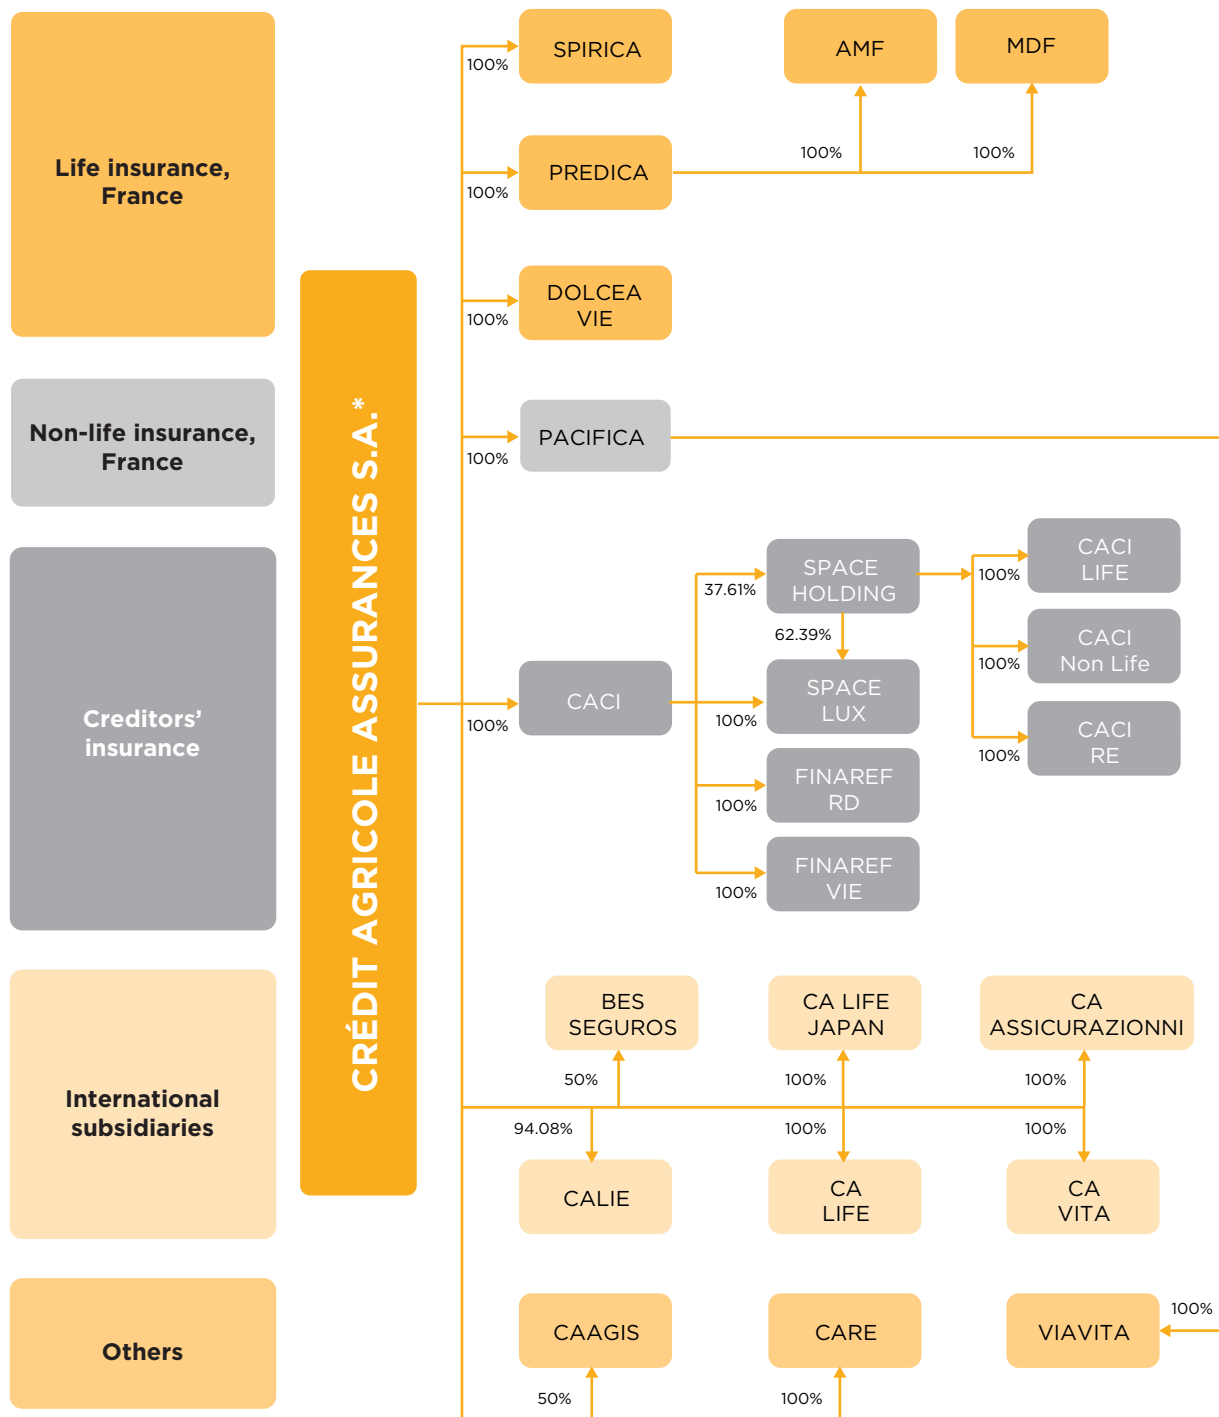 Life insurance,
France
Non-life insurance,
France
Creditors'
insurance
International
subsidiaries
Others
CRÉDIT AGRICOLE ASSURANCES S.A.*
100%
SPIRICA
AMF
MDF
100%
PREDICA
100%
100%
100%
DOLCEA
VIE
100%
PACIFICA
100%
CACI
37.61%
SPACE
HOLDING
62.39%
100%
SPACE
LUX
100%
FINAREF
RD
100%
FINAREF
VIE
100%
CACI
LIFE
100%
CACI
Non Life
100%
CACI
RE
BES
SEGUROS
CA LIFE
JAPAN
CA
ASSICURAZIONNI
50%
100%
100%
94.08%
100%
100%
CALIE
CA
LIFE
CA
VITA
CAAGIS
CARE
VIAVITA
100%
50%
100%